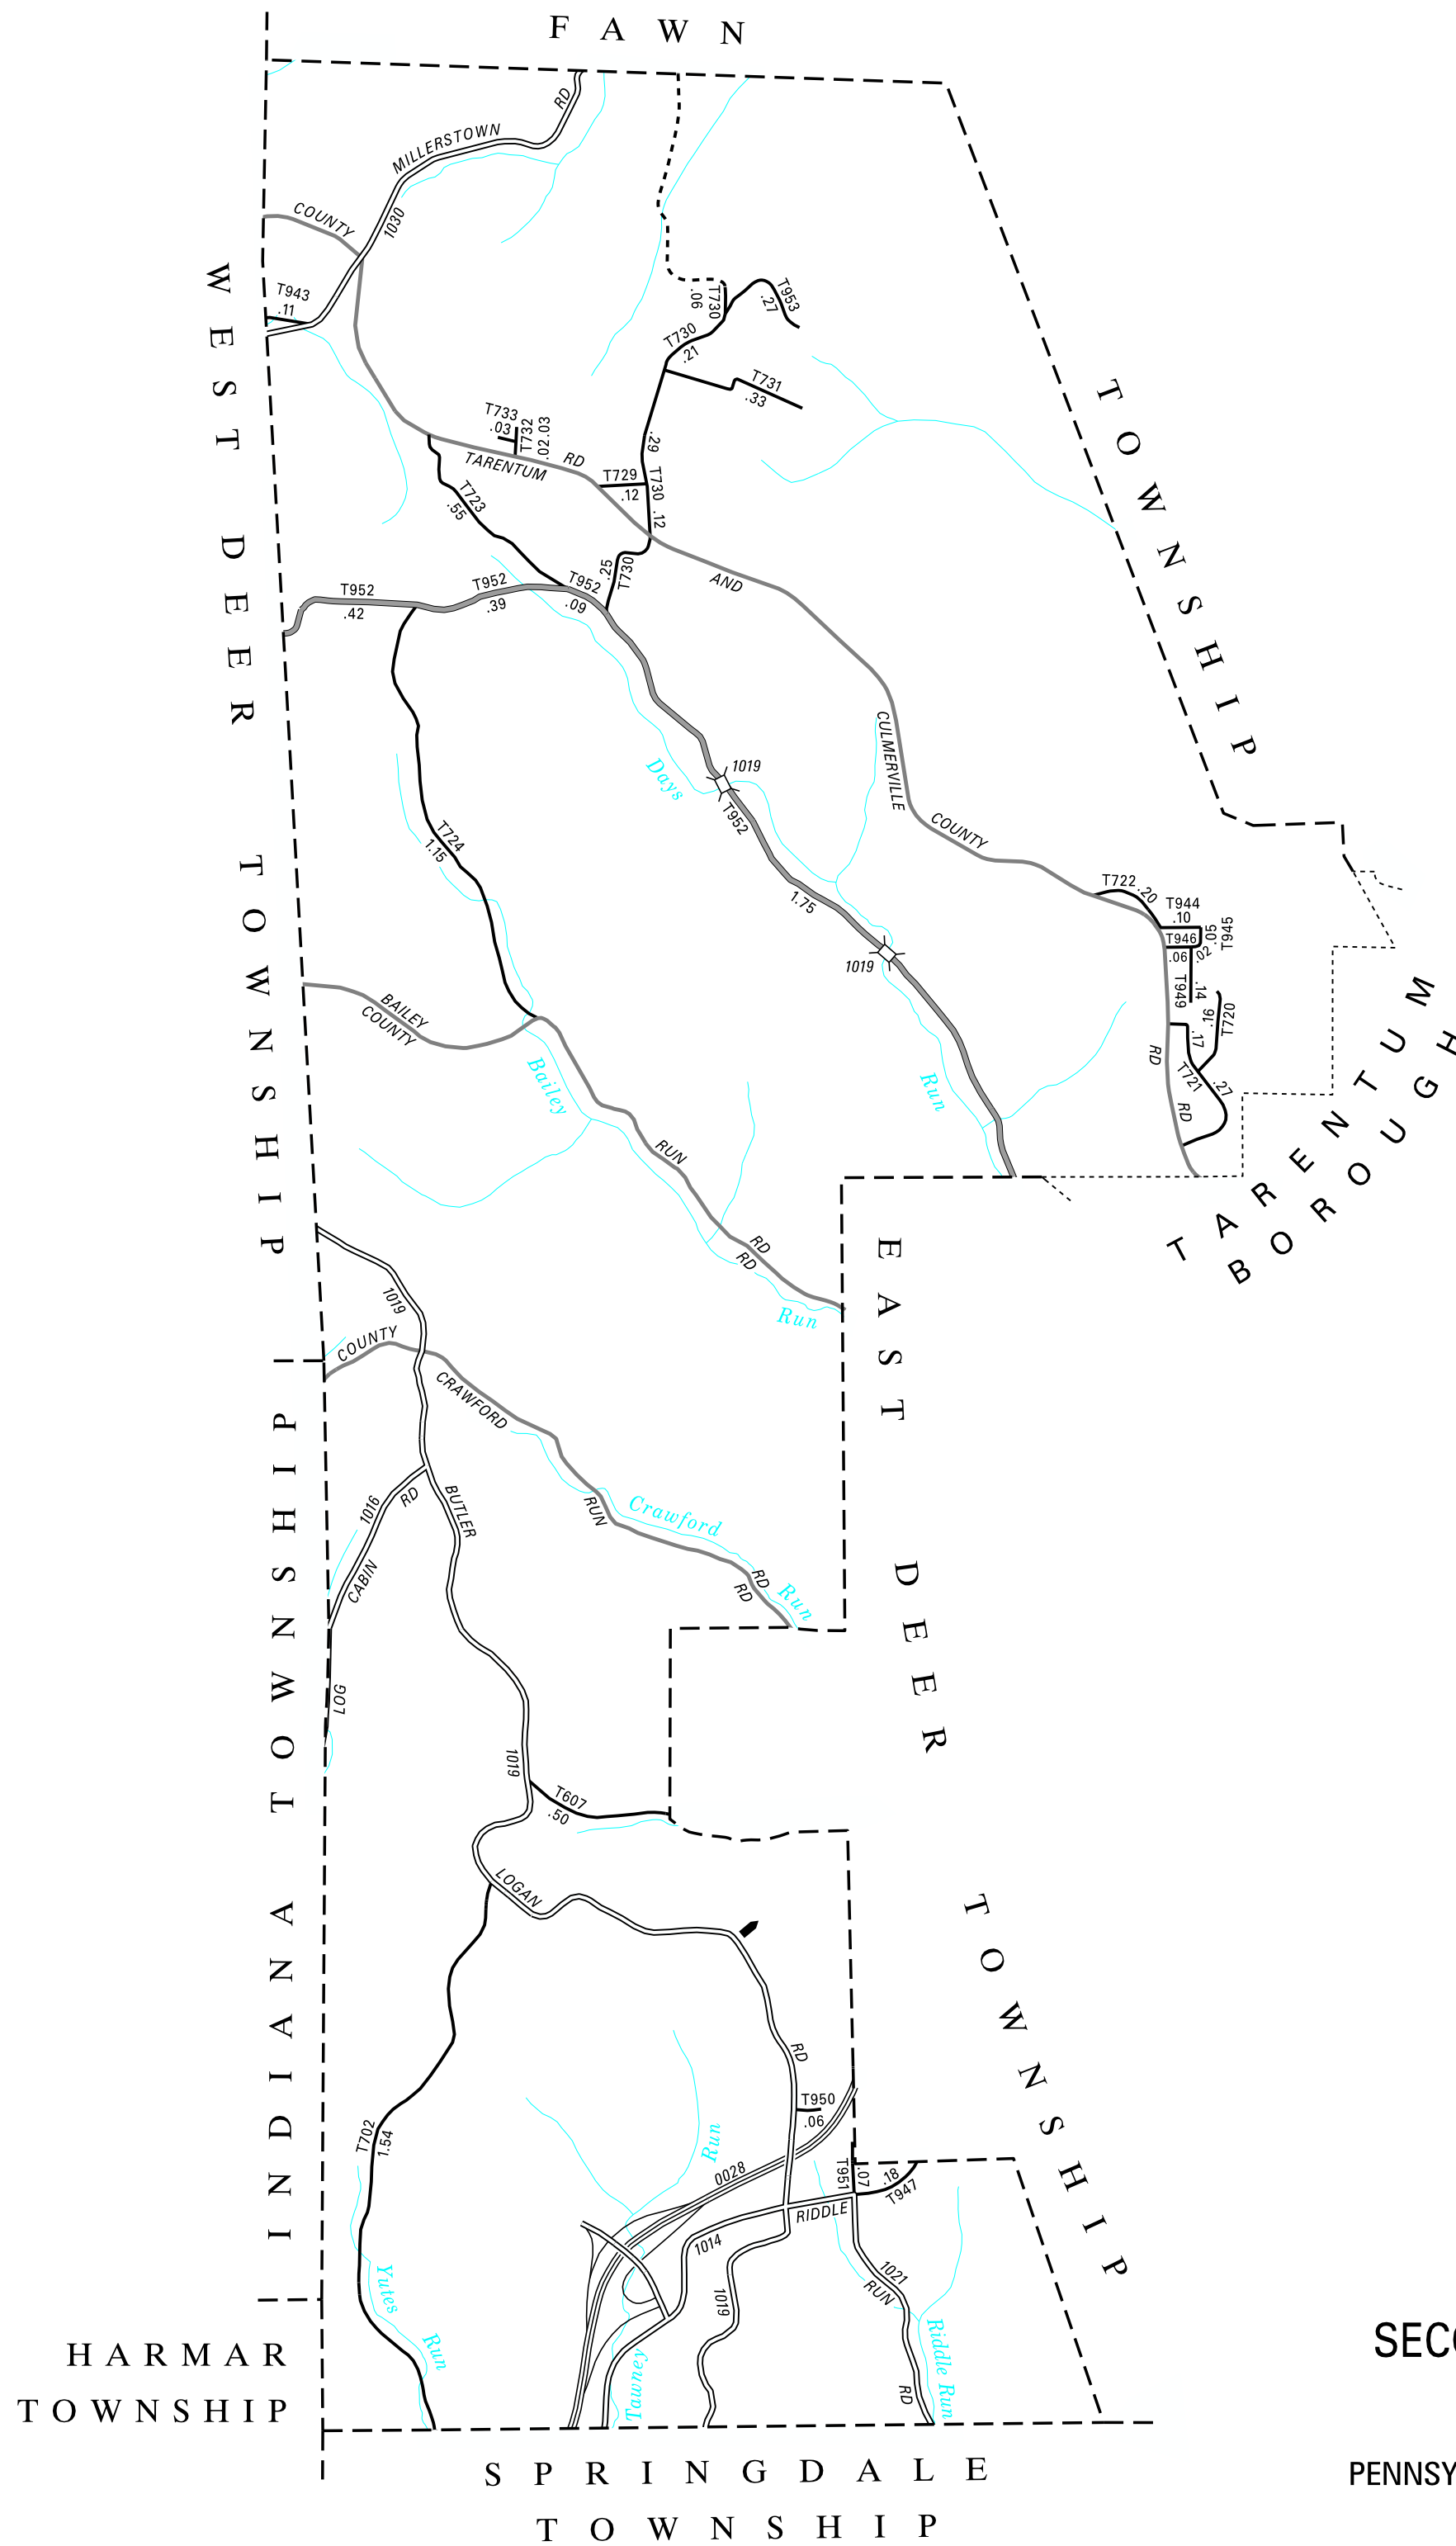 FAWN
TOWNSHIP
WEST DEER TOWNSHIP
MILLERSTOWN
RD
COUNTY
1030
T943
.11
T730
.06
T953
.27
T730
.21
T731
.33
T733
.03
T732
.02.03
TARENTUM
RD
.29
T729
.12
T730
.12
T723
.55
.25
T730
AND
T952
.42
T952
.39
T952
.09
CULMERVILLE
COUNTY
Days
1019
T952
1.75
1019
Run
T724
1.15
T722
.20
T944
.10
.05
T945
T946
.06
.02
T949
.14
.16
T720
.17
T721
.27
RD
RD
TARENTUM
BOROUGH
BAILEY
COUNTY
Bailey
RUN
RD
RD
Run
EAST DEER TOWNSHIP
1019
COUNTY
CRAWFORD
RUN
Crawford
RD
RD
Run
INDIANA TOWNSHIP
1016
RD
CABIN
LOG
BUTLER
1019
T607
.50
LOGAN
RD
T950
.06
T702
1.54
Run
0028
T951
.07
.18
T947
RIDDLE
1014
1019
1021
RUN
RD
Riddle Run
Yutes
Run
Tawney
HARMAR
TOWNSHIP
SPRINGDALE
TOWNSHIP
SECO
PENNSY